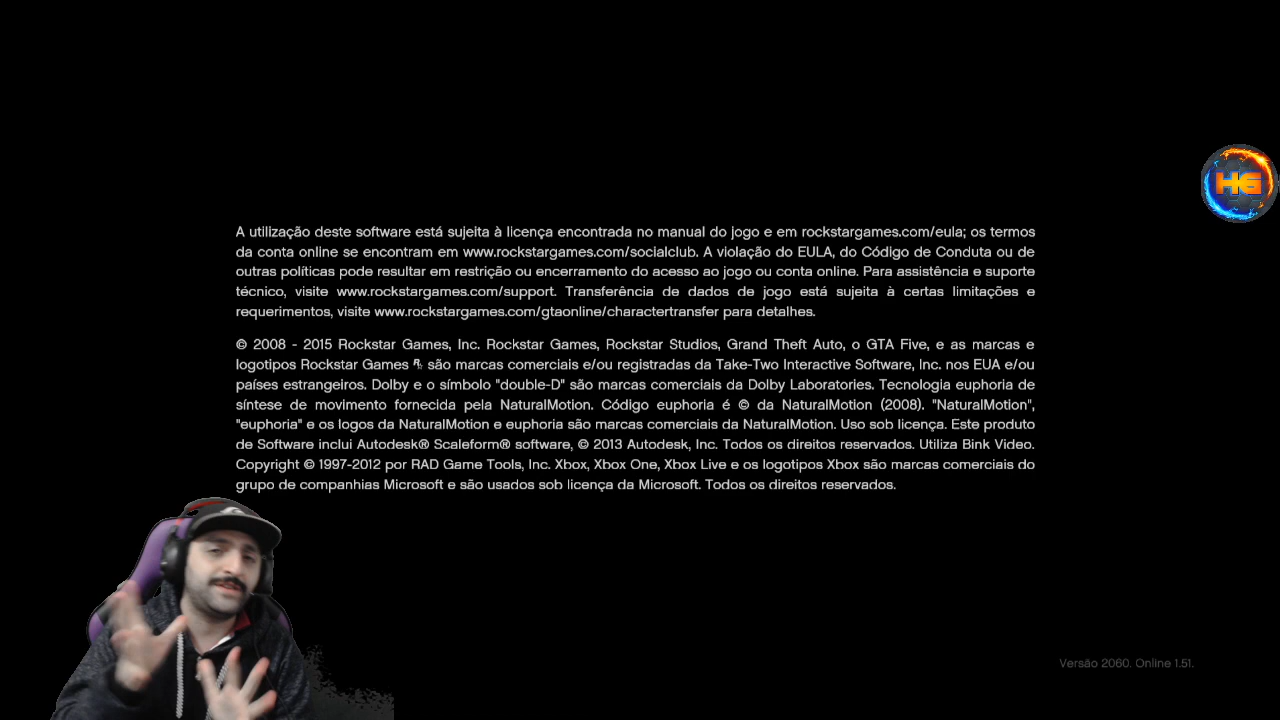 HG
A utilização deste software está sujeita à licença encontrada no manual do jogo e em rockstargames.com/eula; os termos
da conta online se encontram em www.rockstargames.com/socialclub. A violação do EULA, do Código de Conduta ou de
outras políticas pode resultar em restrição ou encerramento do acesso ao jogo ou conta online. Para assistência e suporte
técnico, visite www.rockstargames.com/support. Transferência de dados de jogo está sujeita à certas limitações e
requerimentos, visite www.rockstargames.com/gtaonline/charactertransfer para detalhes.
© 2008 - 2015 Rockstar Games, Inc. Rockstar Games, Rockstar Studios, Grand Theft Auto, o GTA Five, e as marcas e
logotipos Rockstar Games R* são marcas comerciais e/ou registradas da Take-Two Interactive Software, Inc. nos EUA e/ou
países estrangeiros. Dolby e o símbolo "double-D" são marcas comerciais da Dolby Laboratories. Tecnologia euphoria de
síntese de movimento fornecida pela NaturalMotion. Código euphoria é © da NaturalMotion (2008). "NaturalMotion",
"euphoria" e os logos da NaturalMotion e euphoria são marcas comerciais da NaturalMotion. Uso sob licença. Este produto
de Software inclui Autodesk® Scaleform® software, © 2013 Autodesk, Inc. Todos os direitos reservados. Utiliza Bink Video.
Copyright © 1997-2012 por RAD Game Tools, Inc. Xbox, Xbox One, Xbox Live e os logotipos Xbox são marcas comerciais do
grupo de companhias Microsoft e são usados sob licença da Microsoft. Todos os direitos reservados.
Versão 2060. Online 1.51.